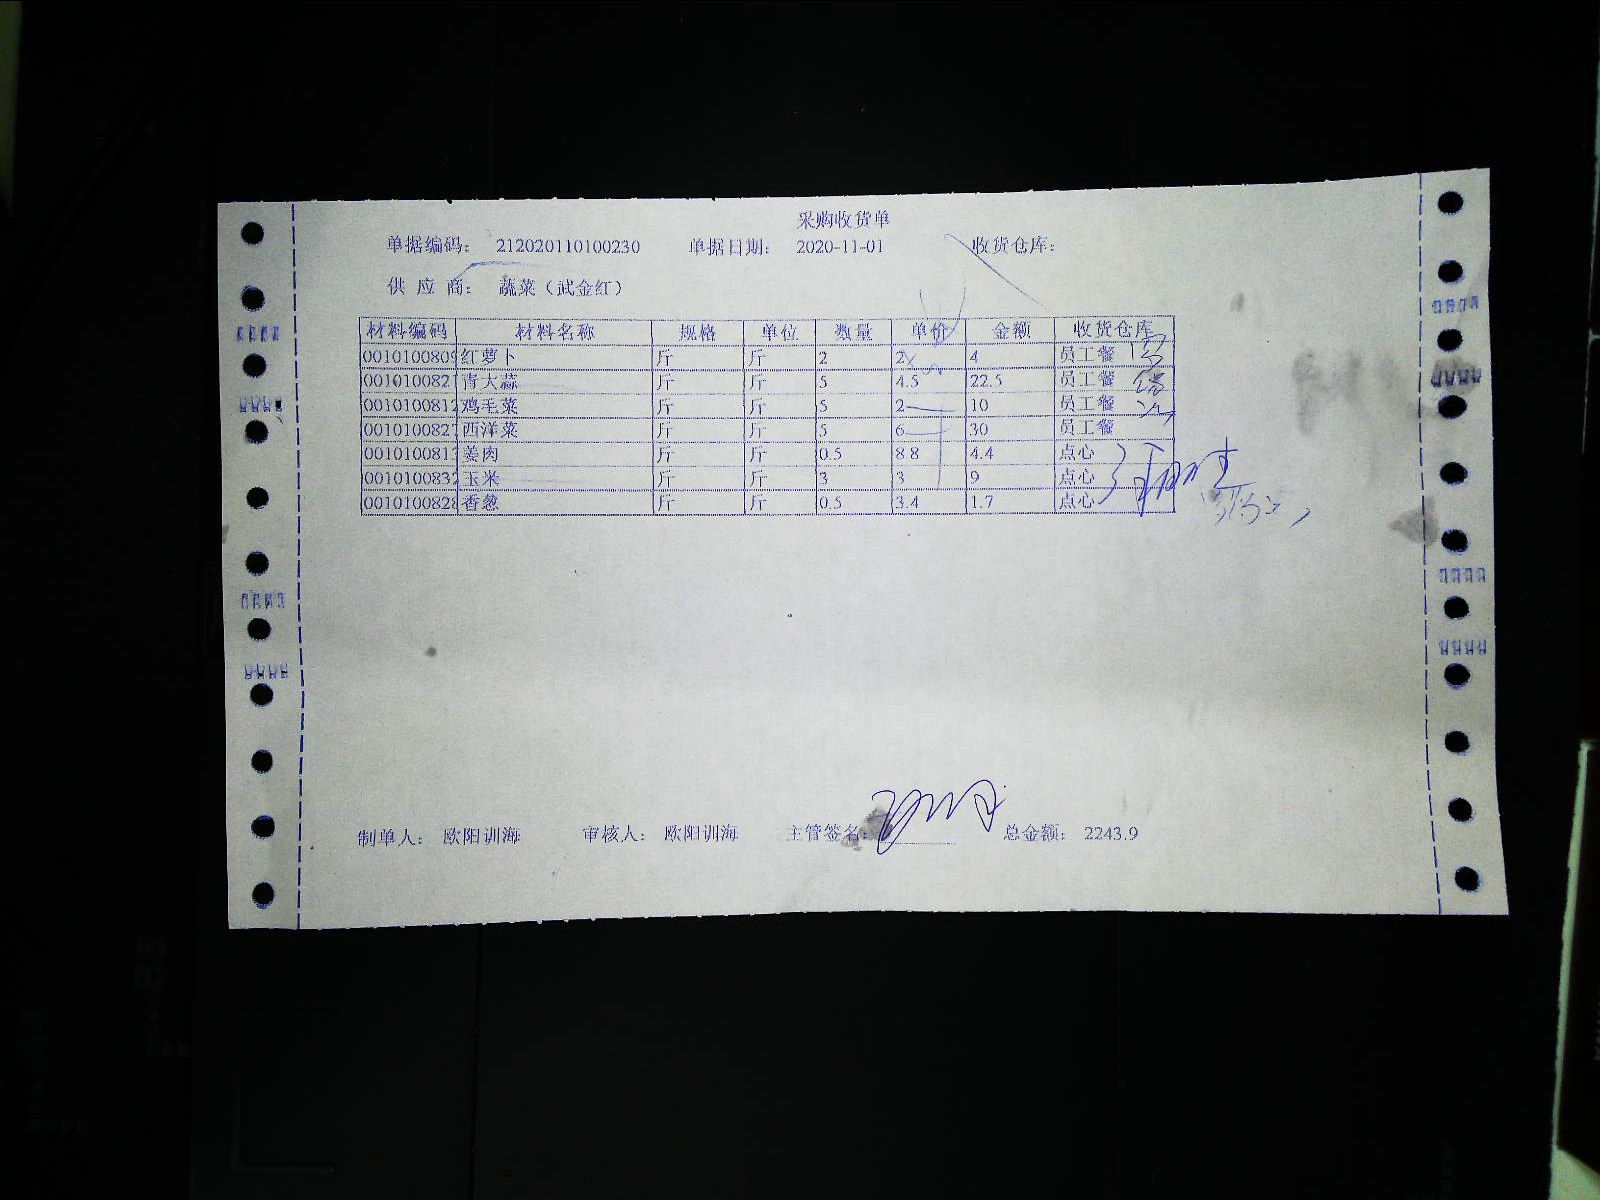 采购收货单
单据编码： 212020110100230 单据日期： 2020-11-01 收货仓库：
供 应 商： 蔬菜（武金红）
材料编码 材料名称 规格 单位 数量 单价 金额 收货仓库
0010100809 红萝卜 斤 斤 2 2 4 员工餐
001010082 青大蒜 斤 斤 5 4.5 22.5 员工餐
0010100812 鸡毛菜 斤 斤 5 2 10 员工餐
001010082 西洋菜 斤 斤 5 6 30 员工餐
001010081 姜肉 斤 斤 0.5 8.8 4.4 点心
001010083 玉米 斤 斤 3 3 9 点心
0010100828 香葱 斤 斤 0.5 3.4 1.7 点心
制单人： 欧阳训海 审核人： 欧阳训海 主管签名： 总金额： 2243.9